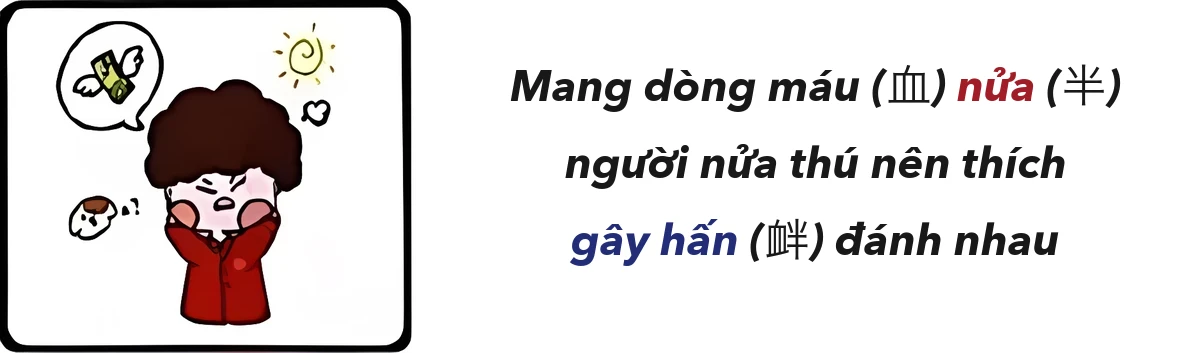 Mang dòng máu (血) nửa (半)
người nửa thú nên thích
gây hấn (衅) đánh nhau